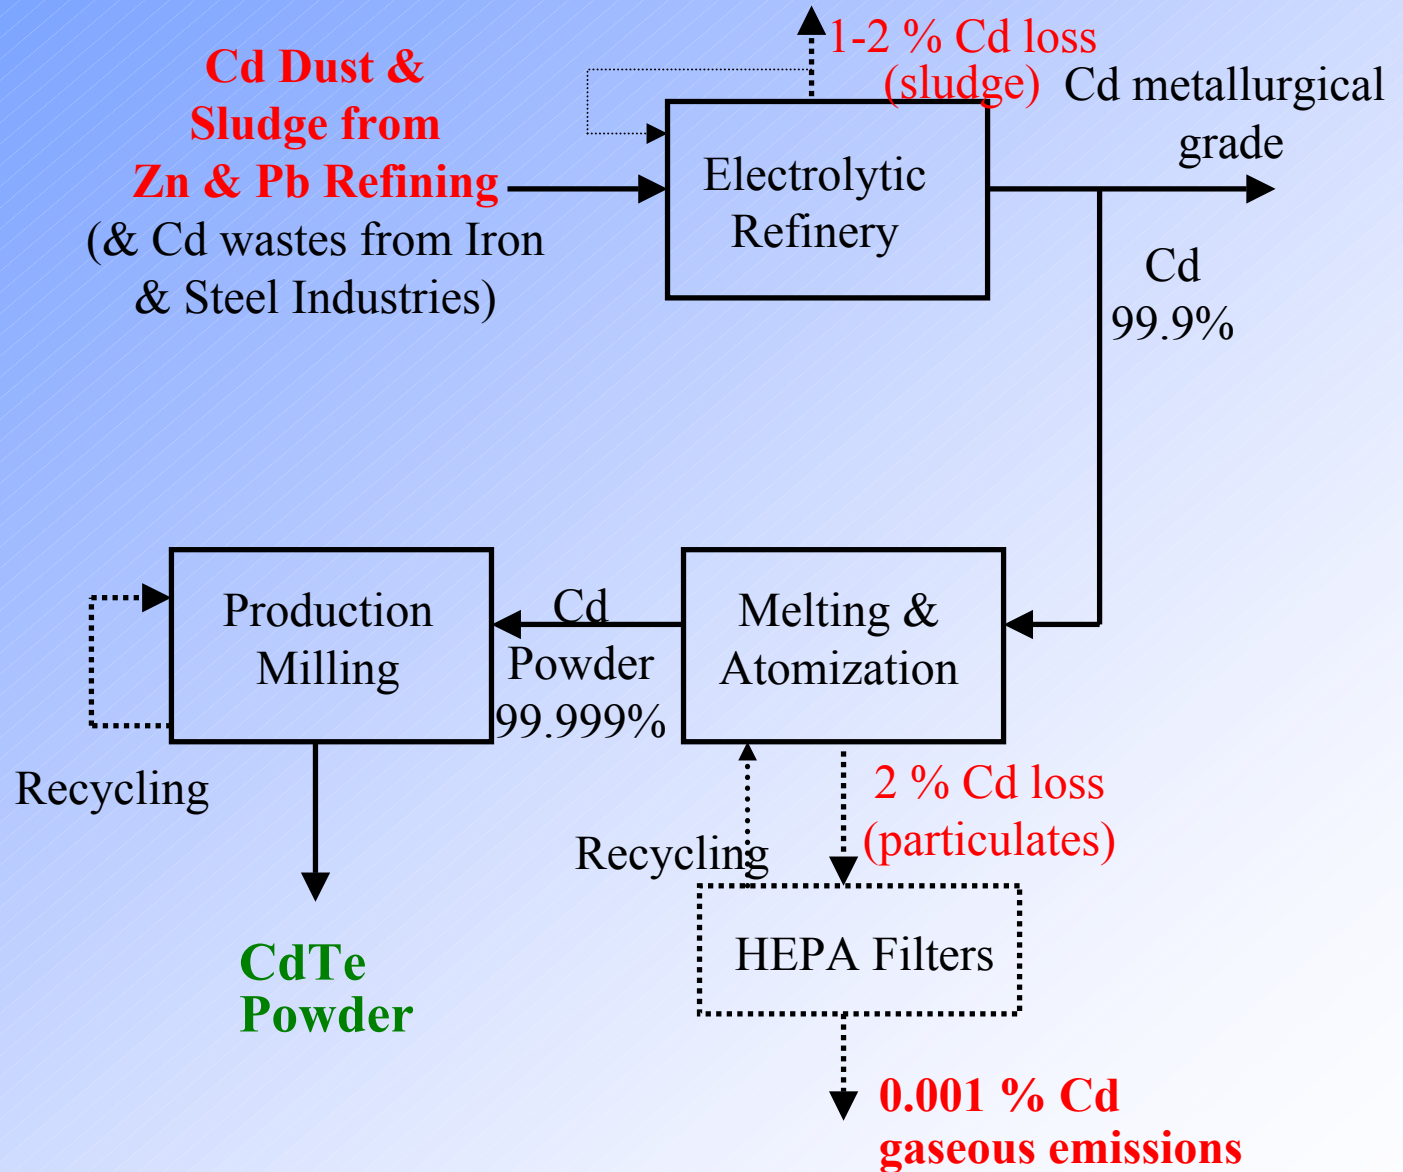 Cd Dust &
Sludge from
Zn & Pb Refining
(& Cd wastes from Iron
& Steel Industries)
1-2 % Cd loss
(sludge)
Electrolytic
Refinery
Cd metallurgical
grade
Cd
99.9%
Melting &
Atomization
Cd
Powder
99.999%
Production
Milling
Recycling
CdTe
Powder
2 % Cd loss
(particulates)
Recycling
HEPA Filters
0.001 % Cd
gaseous emissions